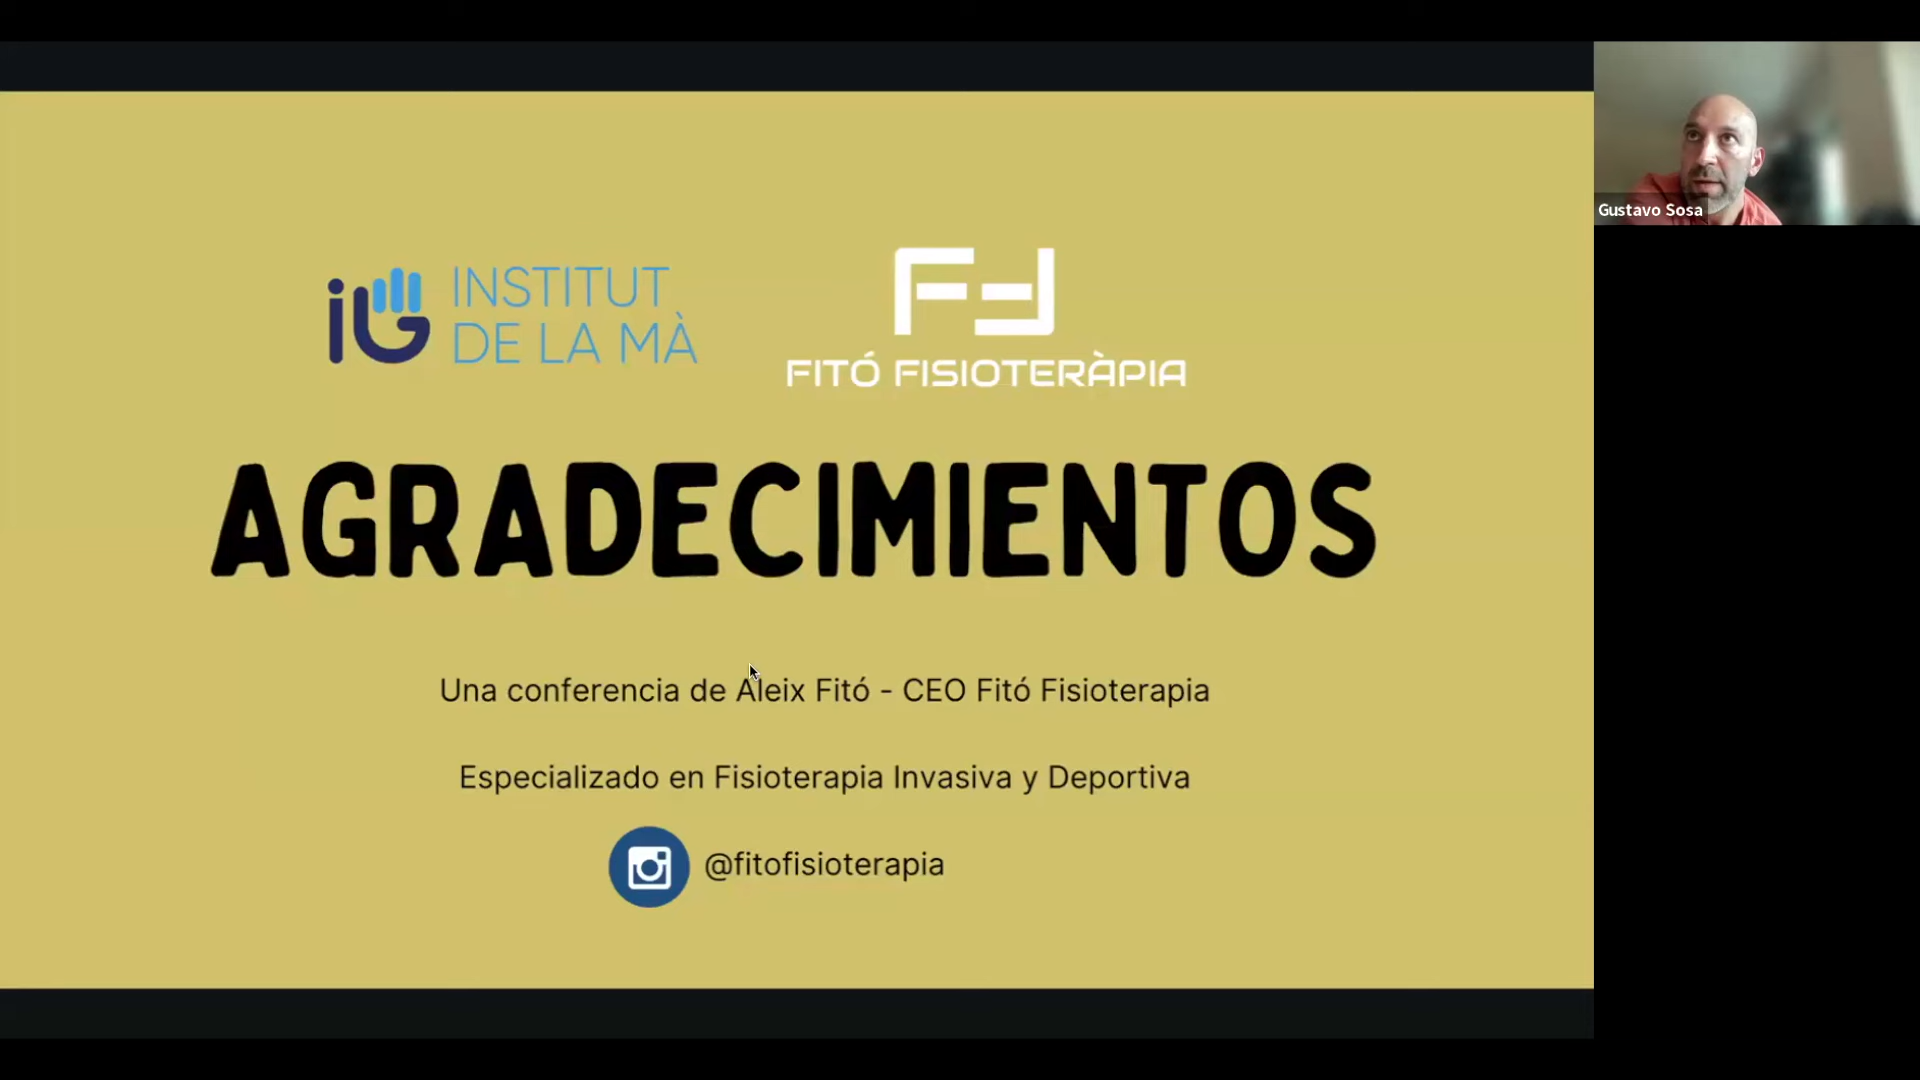 INSTITUT
DE LA MÀ
FITÓ FISIOTERÀPIA
AGRADECIMIENTOS
Una conferencia de Aleix Fitó - CEO Fitó Fisioterapia
Especializado en Fisioterapia Invasiva y Deportiva
@fitofisioterapia
Gustavo Sosa